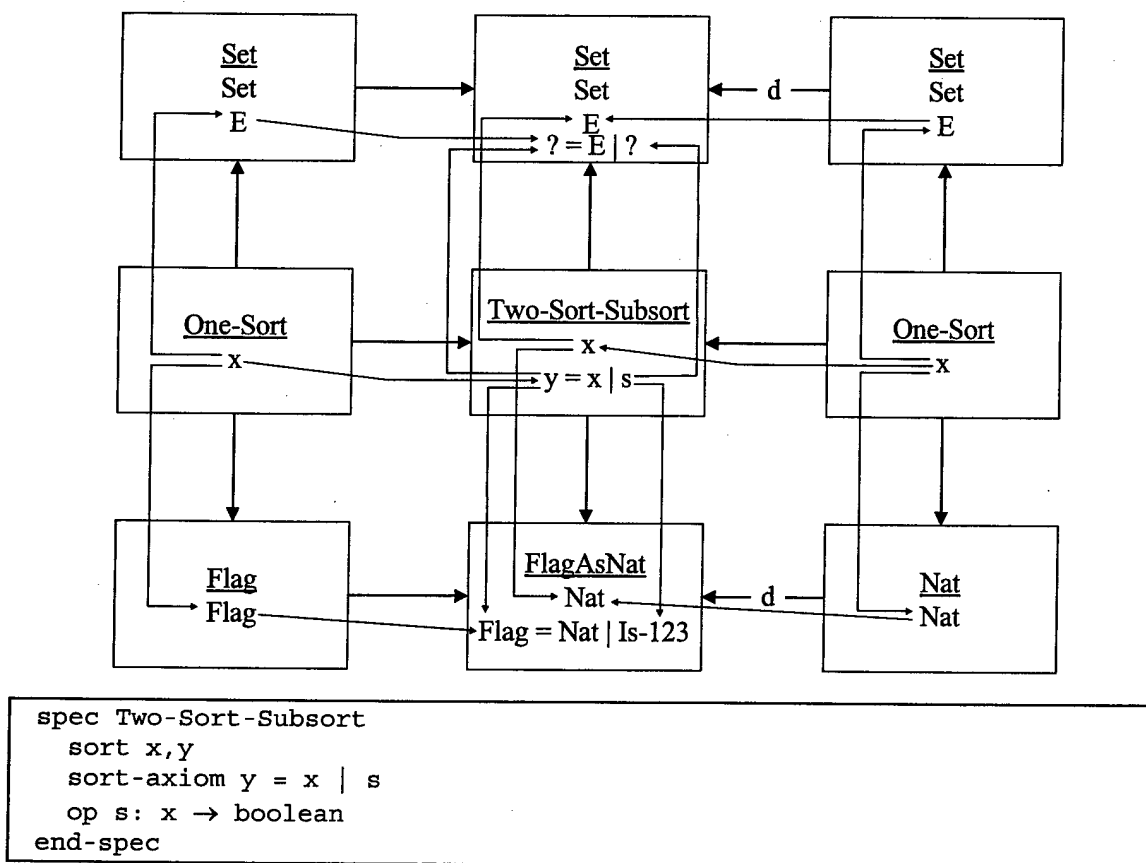 Set
Set
E
Set
Set
E
? = E | ?
d
Set
Set
E
One-Sort
x
Two-Sort-Subsort
x
y = x | s
One-Sort
x
Flag
Flag
FlagAsNat
Nat
Flag = Nat | Is-123
d
Nat
Nat
spec Two-Sort-Subsort
sort x,y
sort-axiom y = x | s
op s: x → boolean
end-spec